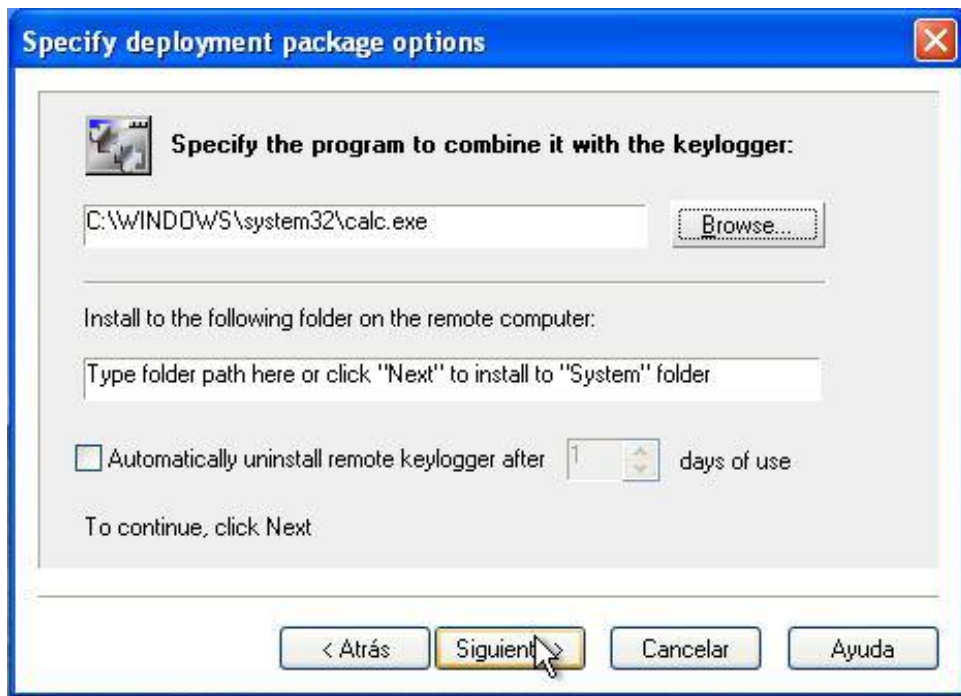 Specify deployment package options
Specify the program to combine it with the keylogger:
C:\WINDOWS\system32\calc.exe
Browse...
Install to the following folder on the remote computer:
Type folder path here or click "Next" to install to "System" folder
Automatically uninstall remote keylogger after 1 days of use
To continue, click Next
< Atrás Siguient > Cancelar Ayuda